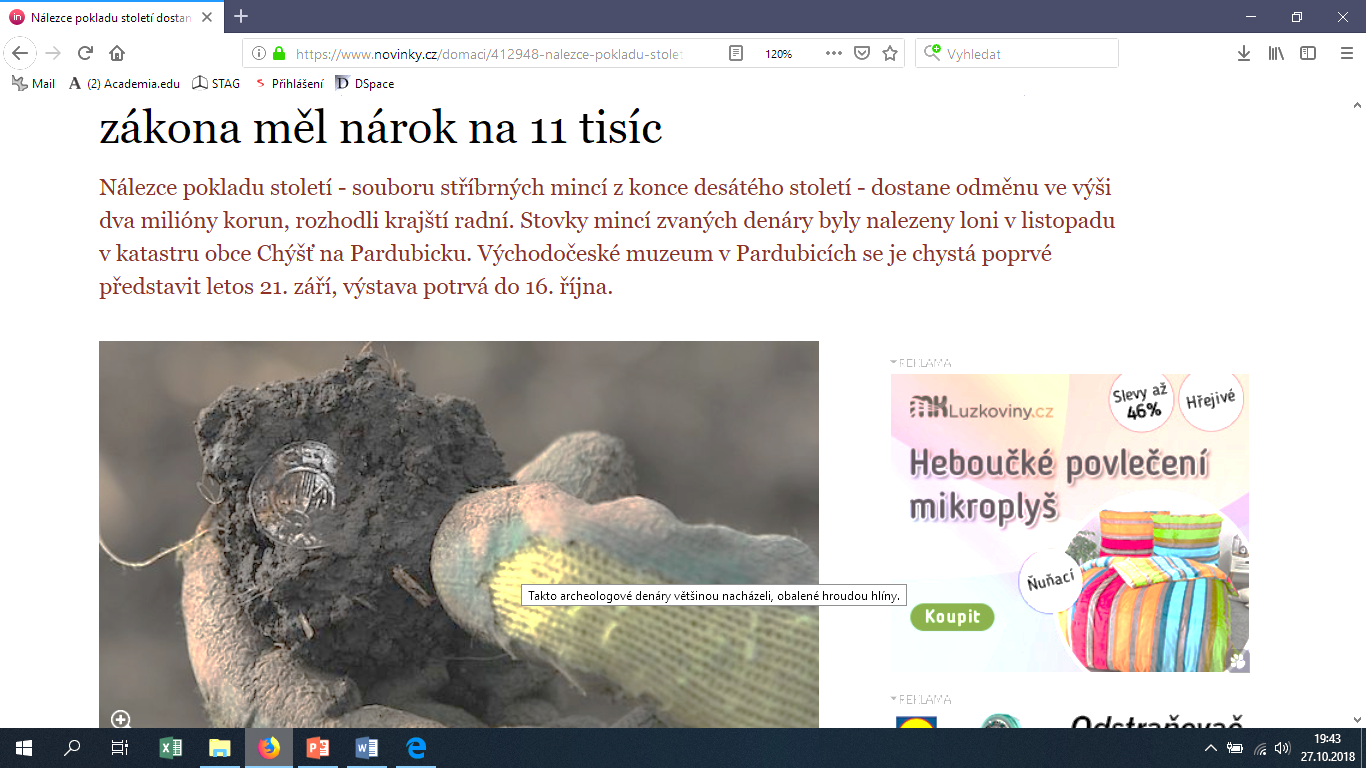 Nálezce pokladu století dostan
https://www.novinky.cz/domaci/412948-nalezce-pokladu-stolet
120%
Vyhledat
Mail
(2) Academia.edu
STAG
Přihlášení
DSpace
zákona měl nárok na 11 tisíc
Nálezce pokladu století - souboru stříbrných mincí z konce desátého století - dostane odměnu ve výši
dva milióny korun, rozhodli krajští radní. Stovky mincí zvaných denáry byly nalezeny loni v listopadu
v katastru obce Chýšť na Pardubicku. Východočeské muzeum v Pardubicích se je chystá poprvé
představit letos 21. září, výstava potrvá do 16. října.
REKLAMA
MKLuzkoviny.cz
Slevy až
46%
Hřejivé
Heboučké povlečení
mikroplyš
Ňuňací
Koupit
Takto archeologové denáry většinou nacházeli, obalené hroudou hlíny.
REKLAMA
Odstraňovač
19:43
27.10.2018